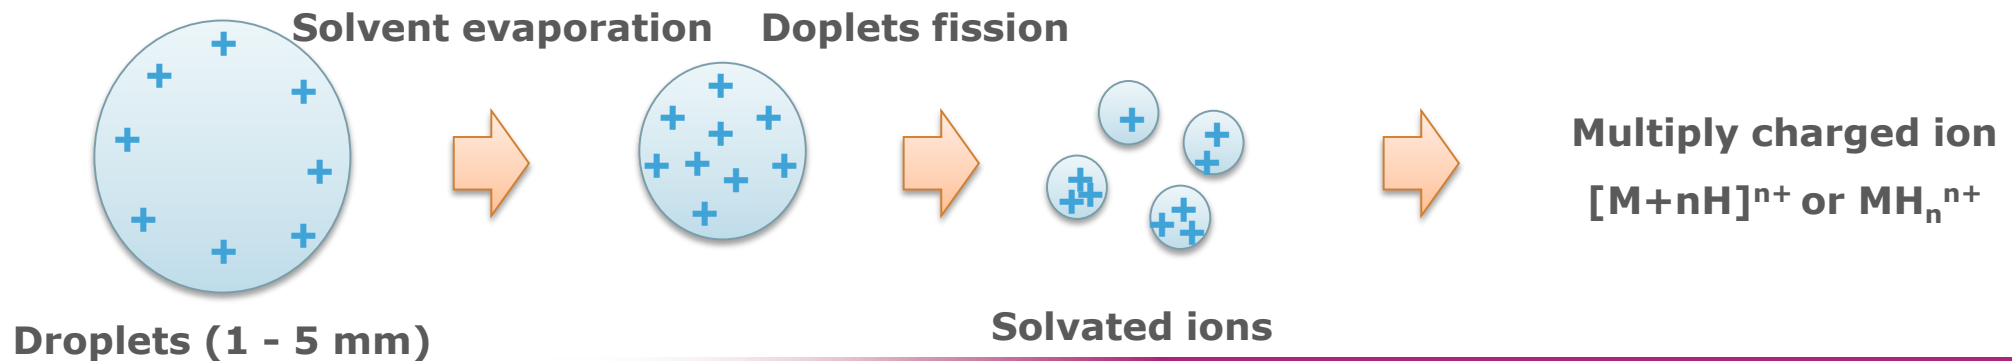 Solvent evaporation
Doplets fission
Multiply charged ion
[M+nH]ⁿ⁺ or MHₙⁿ⁺
Droplets (1 - 5 mm)
Solvated ions